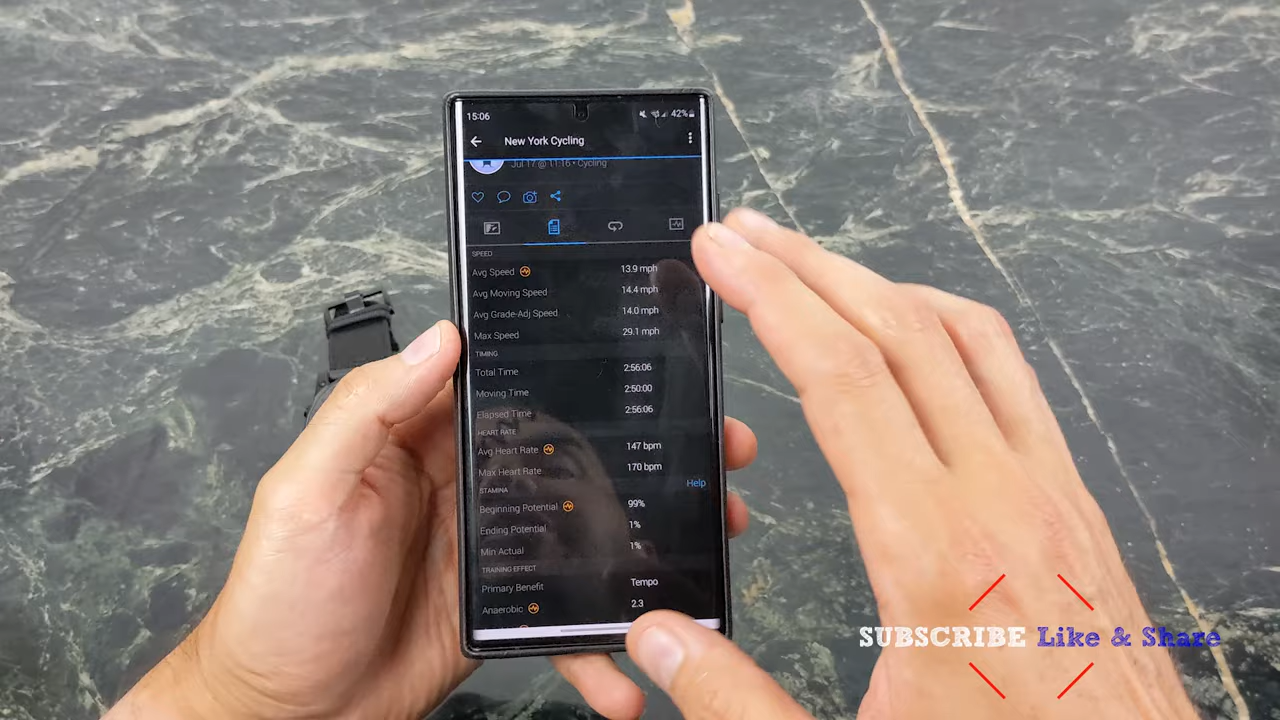 15:06 42%
New York Cycling
Jul 17 @ 11:16 • Cycling
SPEED
Avg Speed 13.9 mph
Avg Moving Speed 14.4 mph
Avg Grade-Adj Speed 14.0 mph
Max Speed 29.1 mph
TIMING
Total Time 2:56:06
Moving Time 2:50:00
Elapsed Time 2:56:06
HEART RATE
Avg Heart Rate 147 bpm
Max Heart Rate 170 bpm
STAMINA Help
Beginning Potential 99%
Ending Potential 1%
Min Actual 1%
TRAINING EFFECT
Primary Benefit Tempo
Anaerobic 2.3
SUBSCRIBE Like & Share